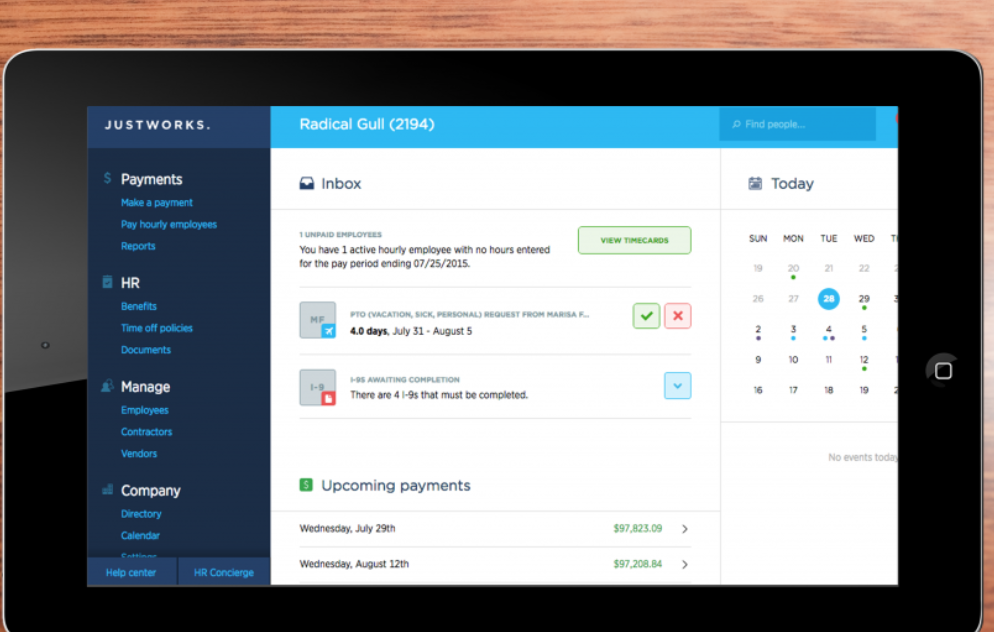 JUSTWORKS.
Radical Gull (2194)
Find people...
$ Payments
Make a payment
Pay hourly employees
Reports
HR
Benefits
Time off policies
Documents
Manage
Employees
Contractors
Vendors
Company
Directory
Calendar
Settings
Help center
HR Concierge
Inbox
1 UNPAID EMPLOYEES
You have 1 active hourly employee with no hours entered
for the pay period ending 07/25/2015.
VIEW TIMECARDS
MF
PTO (VACATION, SICK, PERSONAL) REQUEST FROM MARISA F...
4.0 days, July 31 - August 5
I-9
I-9S AWAITING COMPLETION
There are 4 I-9s that must be completed.
$ Upcoming payments
Wednesday, July 29th $97,823.09
Wednesday, August 12th $97,208.84
Today
SUN MON TUE WED
19 20 21 22
26 27 28 29
2 3 4 5
9 10 11 12
16 17 18 19
No events today